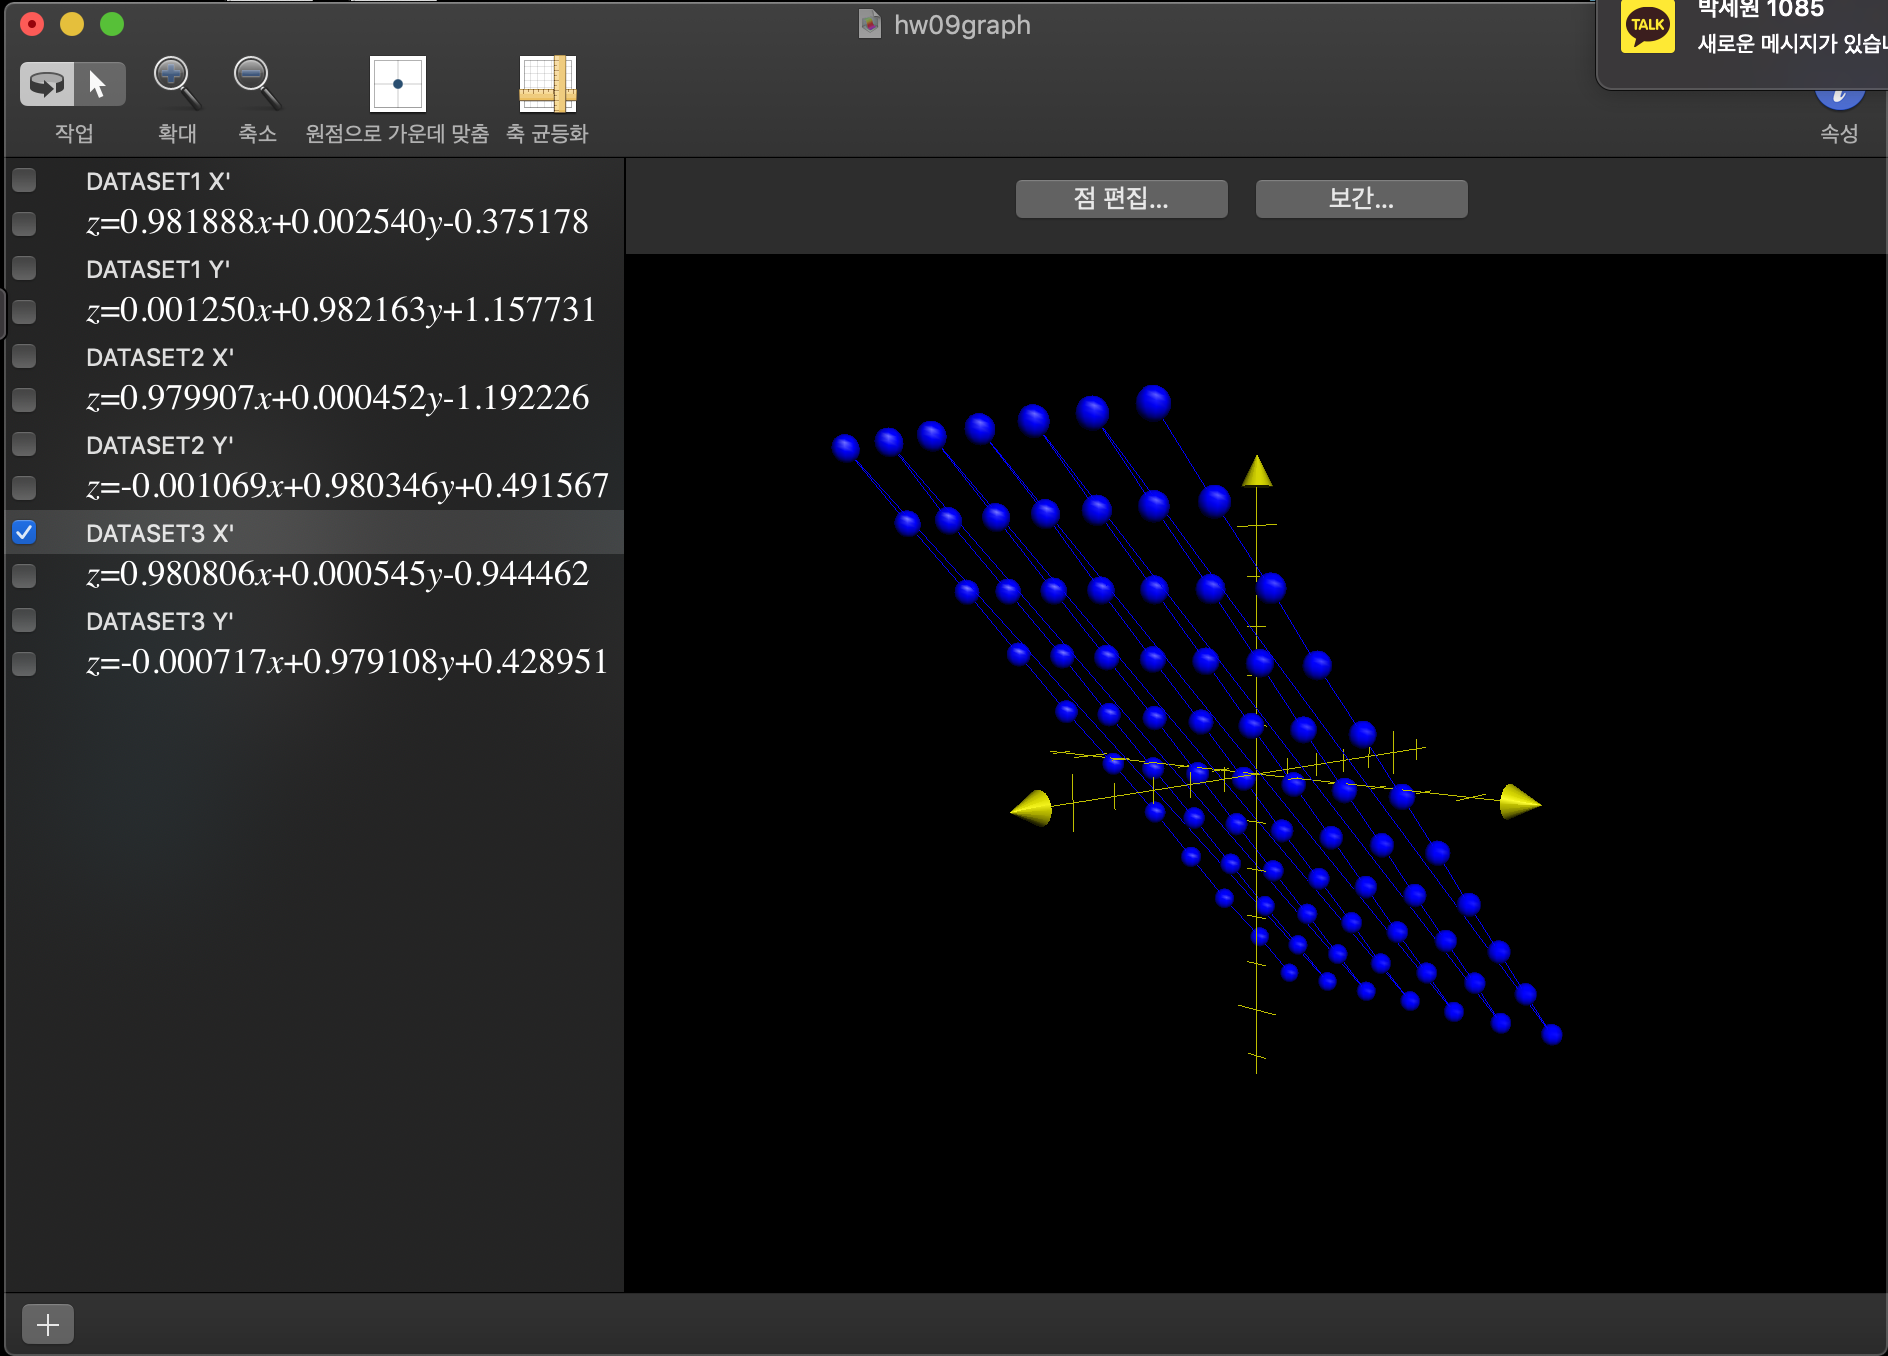 hw09graph
TALK
박세원 1085
새로운 메시지가 있습
작업
확대
축소
원점으로 가운데 맞춤
축 균등화
속성
점 편집...
보간...
DATASET1 X'
z=0.981888x+0.002540y-0.375178
DATASET1 Y'
z=0.001250x+0.982163y+1.157731
DATASET2 X'
z=0.979907x+0.000452y-1.192226
DATASET2 Y'
z=-0.001069x+0.980346y+0.491567
DATASET3 X'
z=0.980806x+0.000545y-0.944462
DATASET3 Y'
z=-0.000717x+0.979108y+0.428951